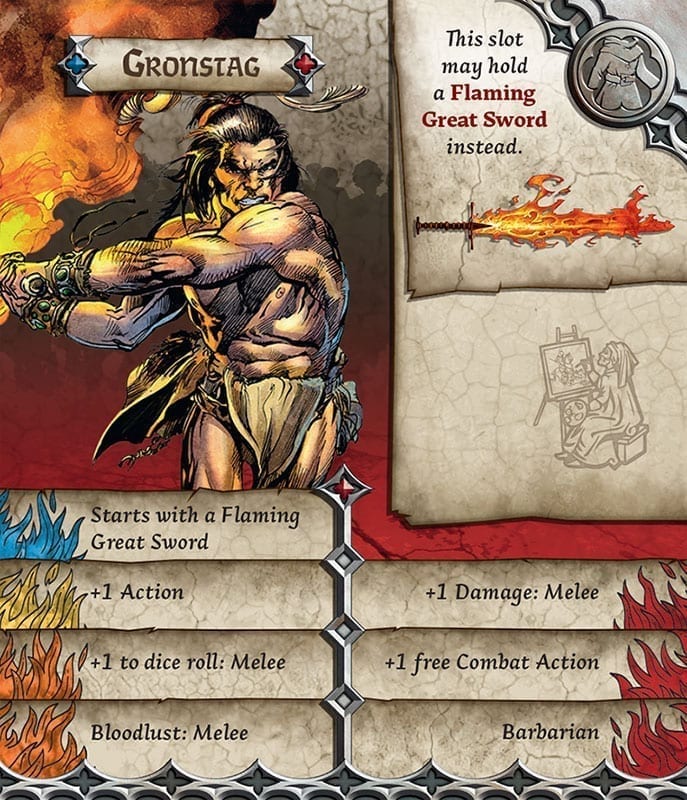 Gronstag
This slot
may hold
a Flaming
Great Sword
instead.
Starts with a Flaming
Great Sword
+1 Action
+1 to dice roll: Melee
Bloodlust: Melee
+1 Damage: Melee
+1 free Combat Action
Barbarian